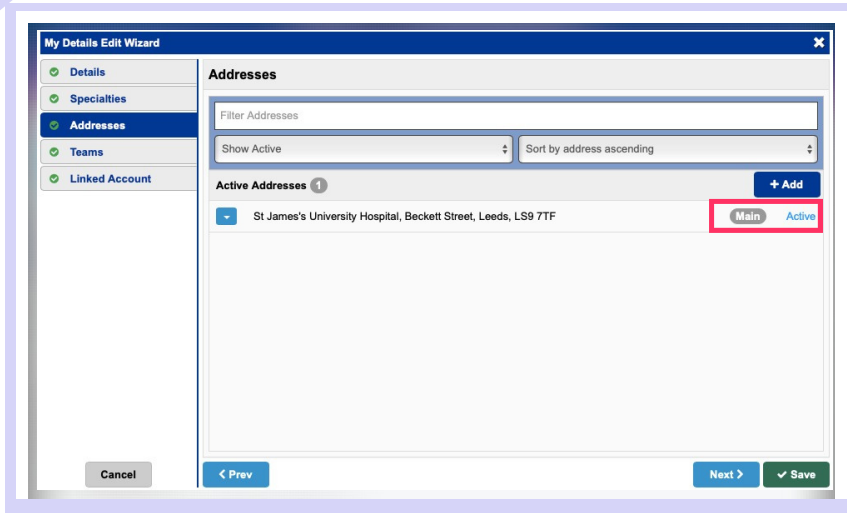 My Details Edit Wizard
Details
Specialties
Addresses
Teams
Linked Account
Cancel
Addresses
Filter Addresses
Show Active
Sort by address ascending
Active Addresses 1
+ Add
St James's University Hospital, Beckett Street, Leeds, LS9 7TF
Main
Active
Prev
Next
Save